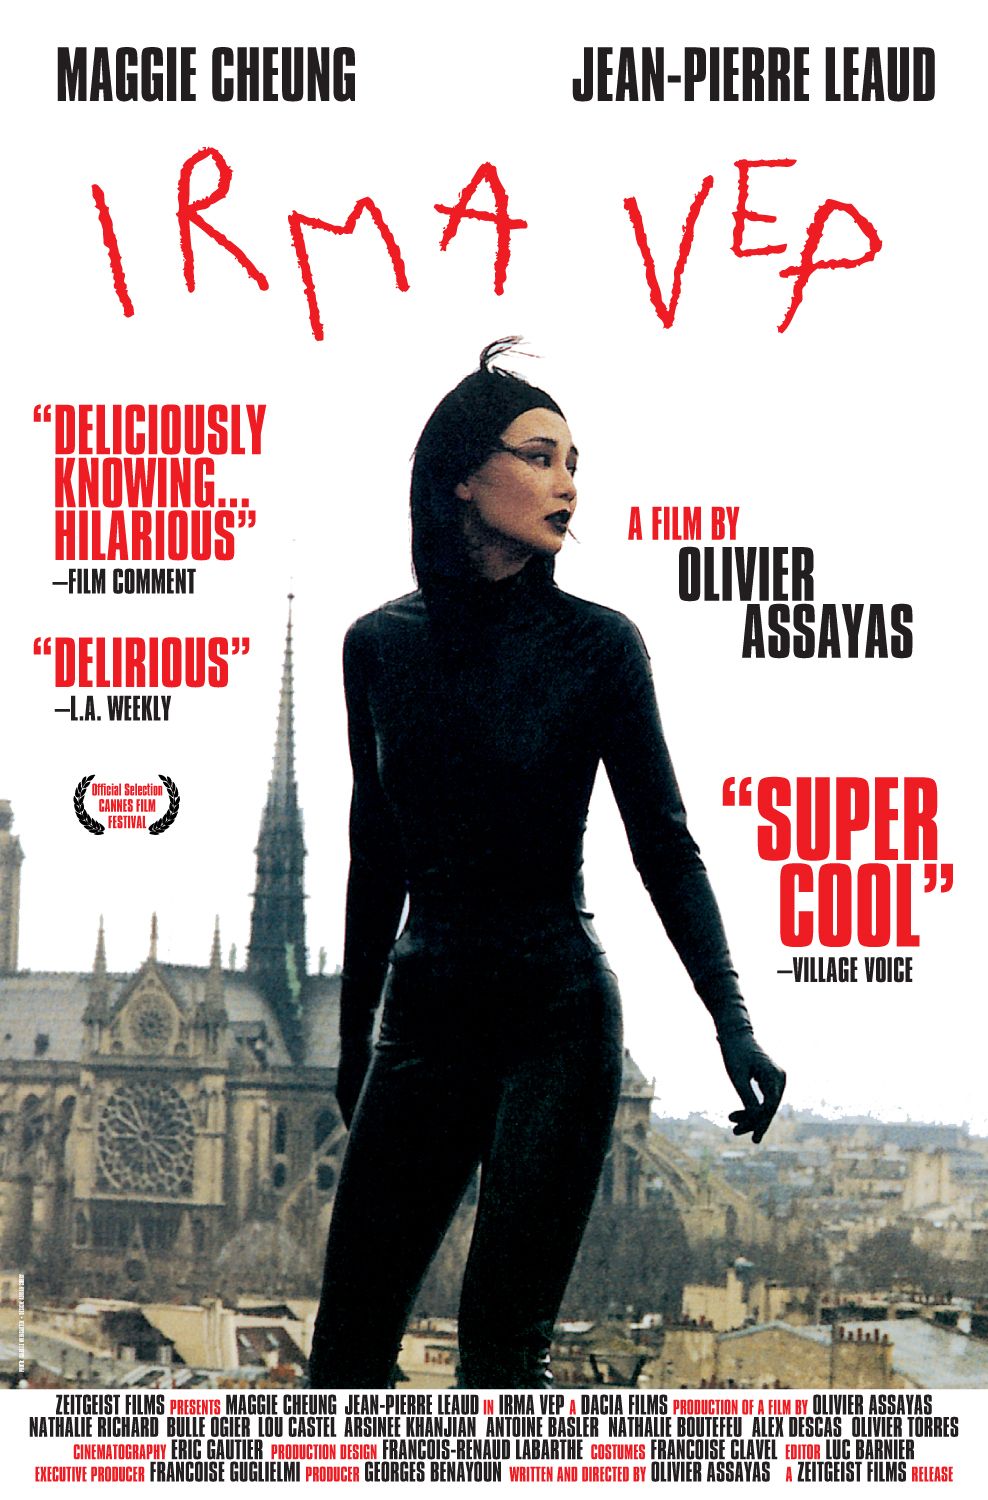 MAGGIE CHEUNG
JEAN-PIERRE LEAUD
IRMA VEP
“DELICIOUSLY
KNOWING...
HILARIOUS”
–FILM COMMENT
A FILM BY
OLIVIER
ASSAYAS
“DELIRIOUS”
–L.A. WEEKLY
Official Selection
CANNES FILM
FESTIVAL
“SUPER
COOL”
–VILLAGE VOICE
ZEITGEIST FILMS PRESENTS MAGGIE CHEUNG JEAN-PIERRE LEAUD IN IRMA VEP A DACIA FILMS PRODUCTION OF A FILM BY OLIVIER ASSAYAS
NATHALIE RICHARD BULLE OGIER LOU CASTEL ARSINEE KHANJIAN ANTOINE BASLER NATHALIE BOUTEFEU ALEX DESCAS OLIVIER TORRES
CINEMATOGRAPHY ERIC GAUTIER PRODUCTION DESIGN FRANCOIS-RENAUD LABARTHE COSTUMES FRANCOISE CLAVEL EDITOR LUC BARNIER
EXECUTIVE PRODUCER FRANCOISE GUGLIELMI PRODUCER GEORGES BENAYOUN WRITTEN AND DIRECTED BY OLIVIER ASSAYAS A ZEITGEIST FILMS RELEASE